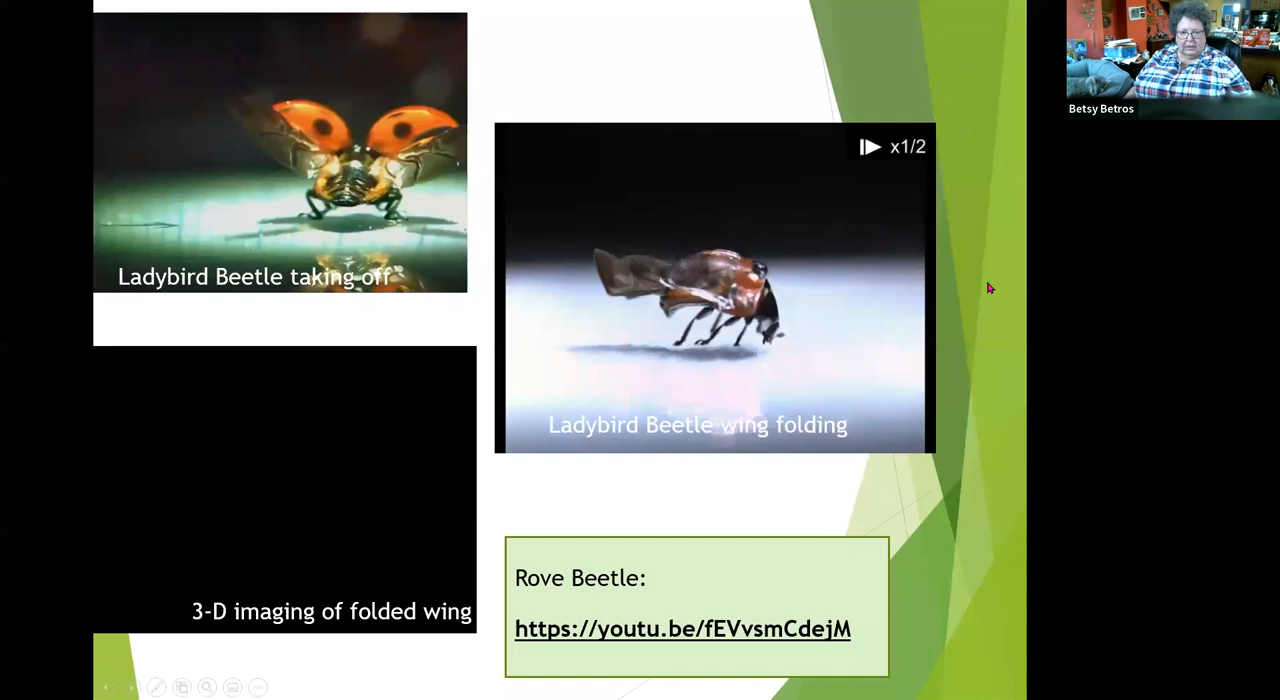 Ladybird Beetle taking off
x1/2
Ladybird Beetle wing folding
3-D imaging of folded wing
Rove Beetle:
https://youtu.be/fEVvsmCdejM
Betsy Betros